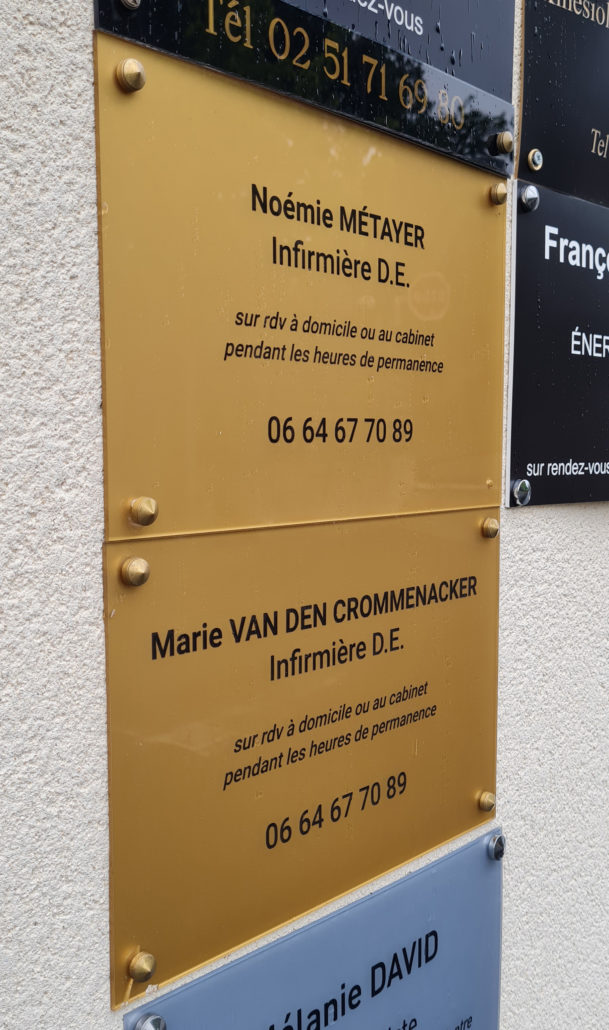 Tél 02 51 71 69 80
Noémie MÉTAYER
Infirmière D.E.
sur rdv à domicile ou au cabinet
pendant les heures de permanence
06 64 67 70 89
Marie VAN DEN CROMMENACKER
Infirmière D.E.
sur rdv à domicile ou au cabinet
pendant les heures de permanence
06 64 67 70 89
DAVID
Tel
sur rendez-vous